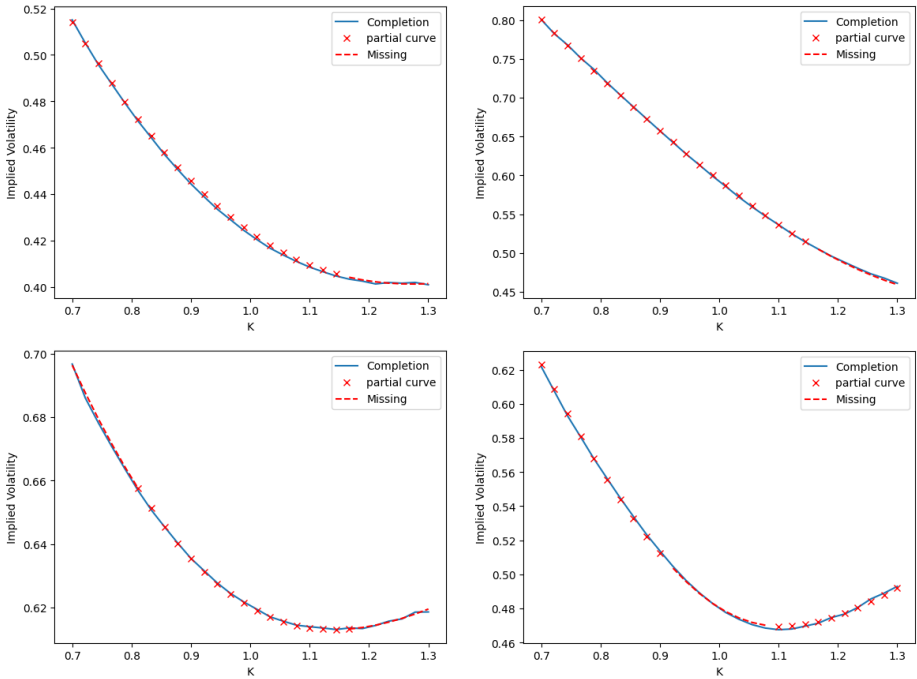 0.52
0.50
0.48
0.46
0.44
0.42
0.40
Implied Volatility
0.7 0.8 0.9 1.0 1.1 1.2 1.3
K
Completion
partial curve
Missing
0.80
0.75
0.70
0.65
0.60
0.55
0.50
0.45
Implied Volatility
0.7 0.8 0.9 1.0 1.1 1.2 1.3
K
Completion
partial curve
Missing
0.70
0.68
0.66
0.64
0.62
Implied Volatility
0.7 0.8 0.9 1.0 1.1 1.2 1.3
K
Completion
partial curve
Missing
0.62
0.60
0.58
0.56
0.54
0.52
0.50
0.48
0.46
Implied Volatility
0.7 0.8 0.9 1.0 1.1 1.2 1.3
K
Completion
partial curve
Missing